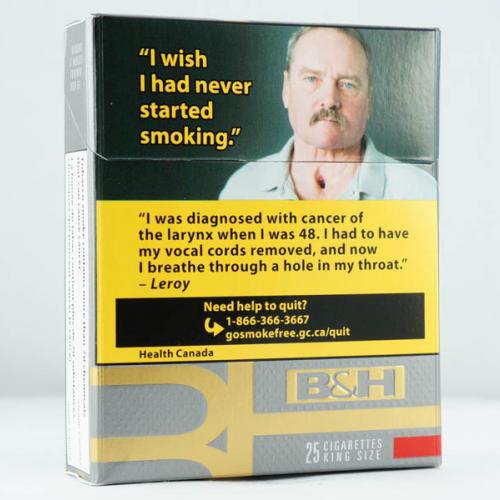 “I wish
I had never
started
smoking.”
“I was diagnosed with cancer of
the larynx when I was 48. I had to have
my vocal cords removed, and now
I breathe through a hole in my throat.”
– Leroy
Need help to quit?
1-866-366-3667
gosmokefree.gc.ca/quit
Health Canada
B&H
25 CIGARETTES
KING SIZE